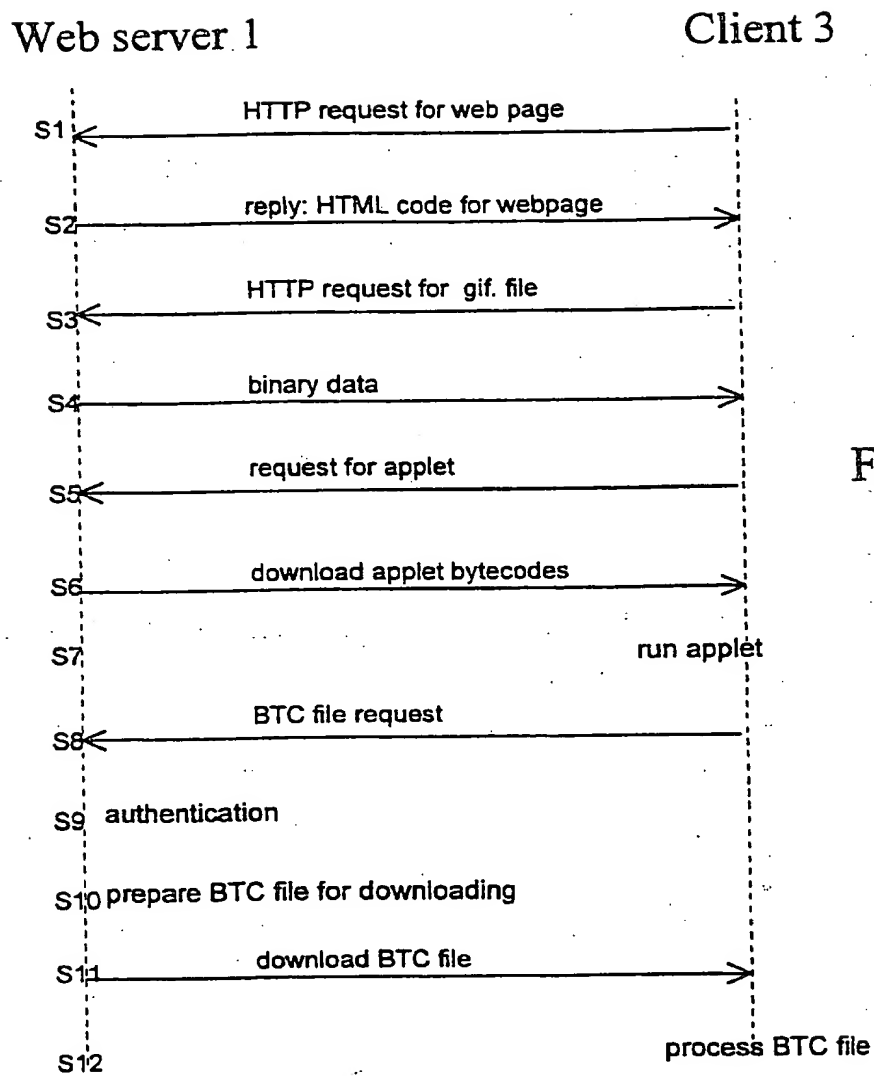 Web server 1
Client 3
HTTP request for web page
S1
reply: HTML code for webpage
S2
HTTP request for gif. file
S3
binary data
S4
request for applet
F
S5
download applet bytecodes
S6
S7
run applet
BTC file request
S8
S9 authentication
S10 prepare BTC file for downloading
download BTC file
S11
process BTC file
S12